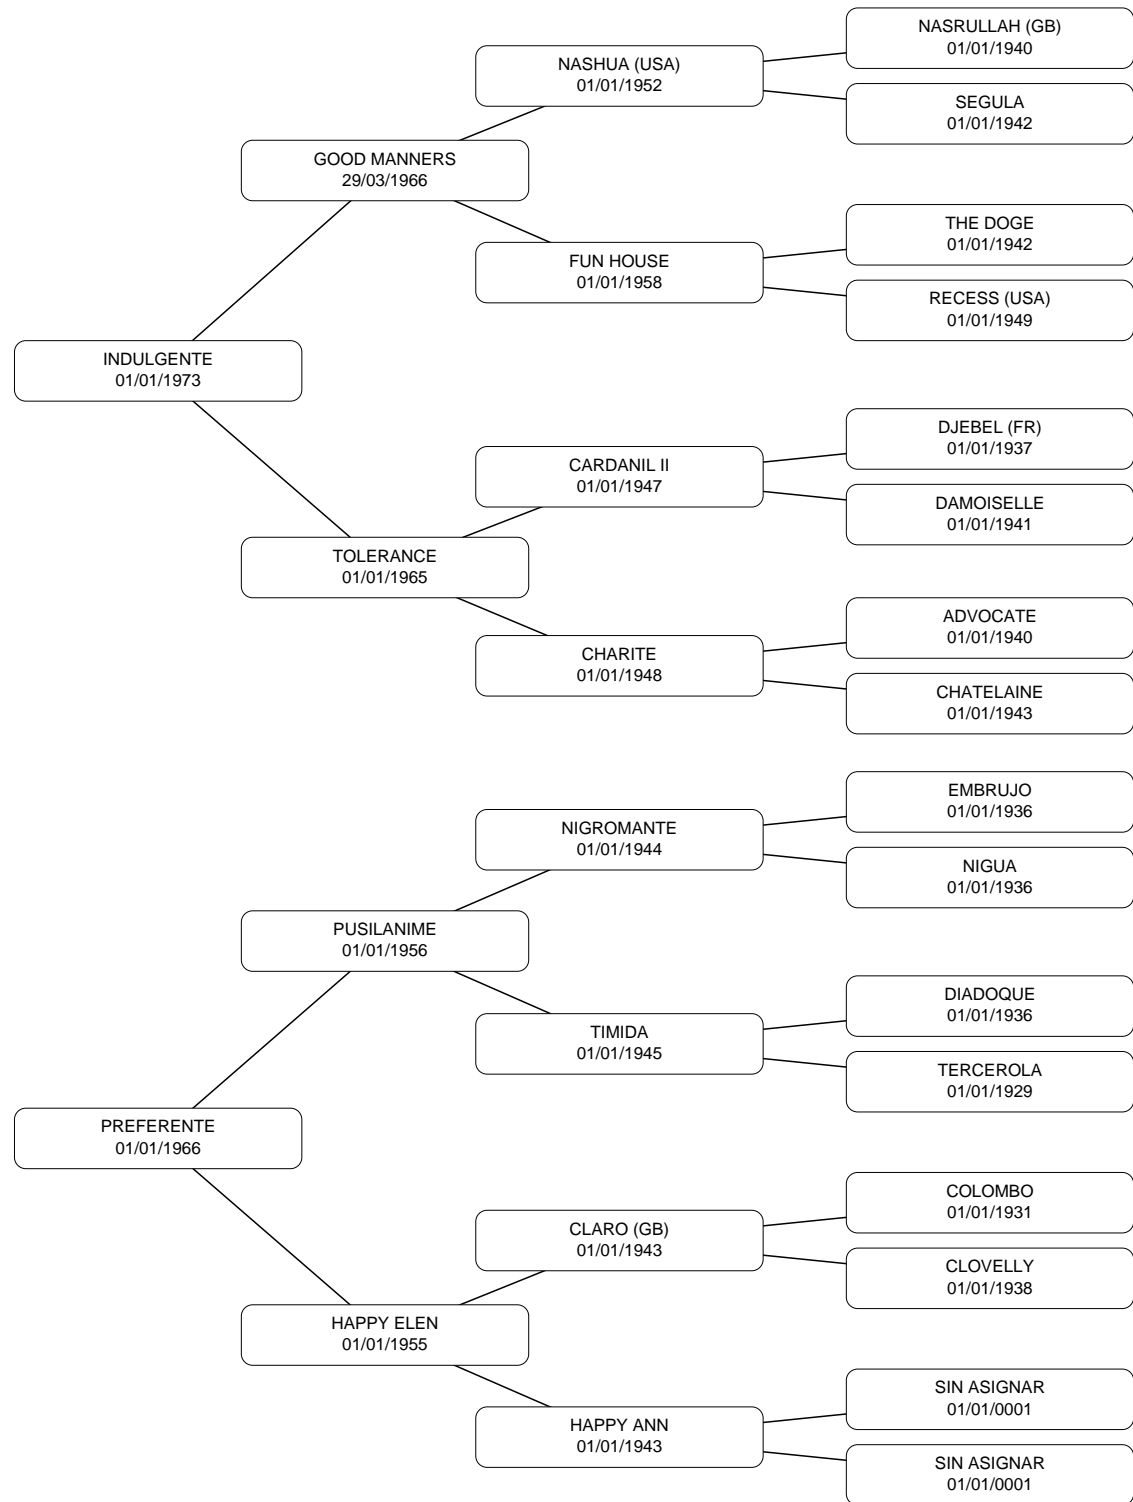 NASRULLAH (GB)
01/01/1940
NASHUA (USA)
01/01/1952
SEGULA
01/01/1942
GOOD MANNERS
29/03/1966
THE DOGE
01/01/1942
FUN HOUSE
01/01/1958
RECESS (USA)
01/01/1949
INDULGENTE
01/01/1973
DJEBEL (FR)
01/01/1937
CARDANIL II
01/01/1947
DAMOISELLE
01/01/1941
TOLERANCE
01/01/1965
ADVOCATE
01/01/1940
CHARITE
01/01/1948
CHATELAINE
01/01/1943
EMBRUJO
01/01/1936
NIGROMANTE
01/01/1944
NIGUA
01/01/1936
PUSILANIME
01/01/1956
DIADOQUE
01/01/1936
TIMIDA
01/01/1945
TERCEROLA
01/01/1929
PREFERENTE
01/01/1966
COLOMBO
01/01/1931
CLARO (GB)
01/01/1943
CLOVELLY
01/01/1938
HAPPY ELEN
01/01/1955
SIN ASIGNAR
01/01/0001
HAPPY ANN
01/01/1943
SIN ASIGNAR
01/01/0001